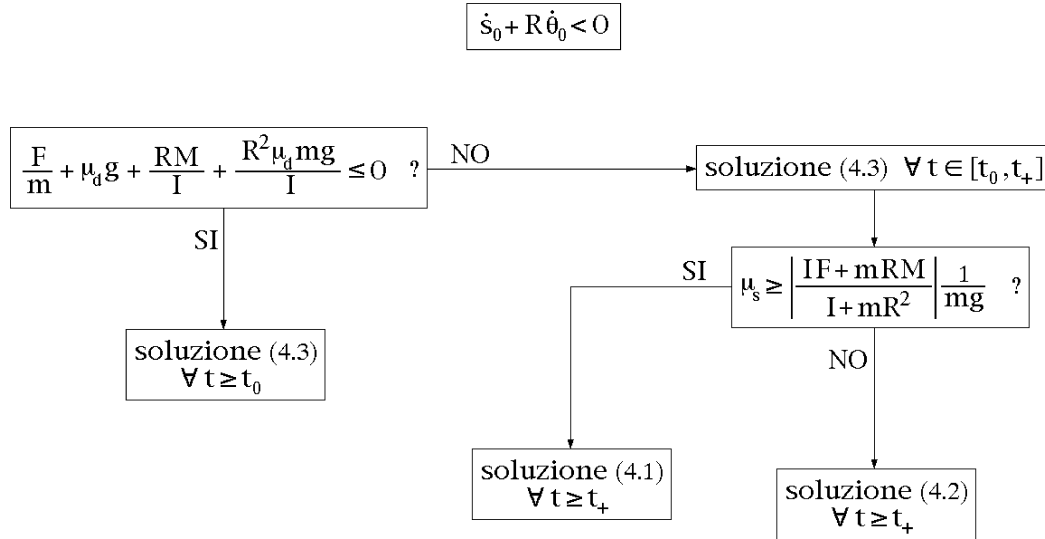 ṡ₀ + Rθ̇₀ < 0
F/m + μ_d g + RM/I + R²μ_d mg/I ≤ 0 ?
NO
soluzione (4.3) ∀ t ∈ [t₀ , t₊]
SI
SI
μ_s ≥ |(IF + mRM)/(I + mR²)| 1/mg ?
soluzione (4.3)
∀ t ≥ t₀
NO
soluzione (4.1)
∀ t ≥ t₊
soluzione (4.2)
∀ t ≥ t₊